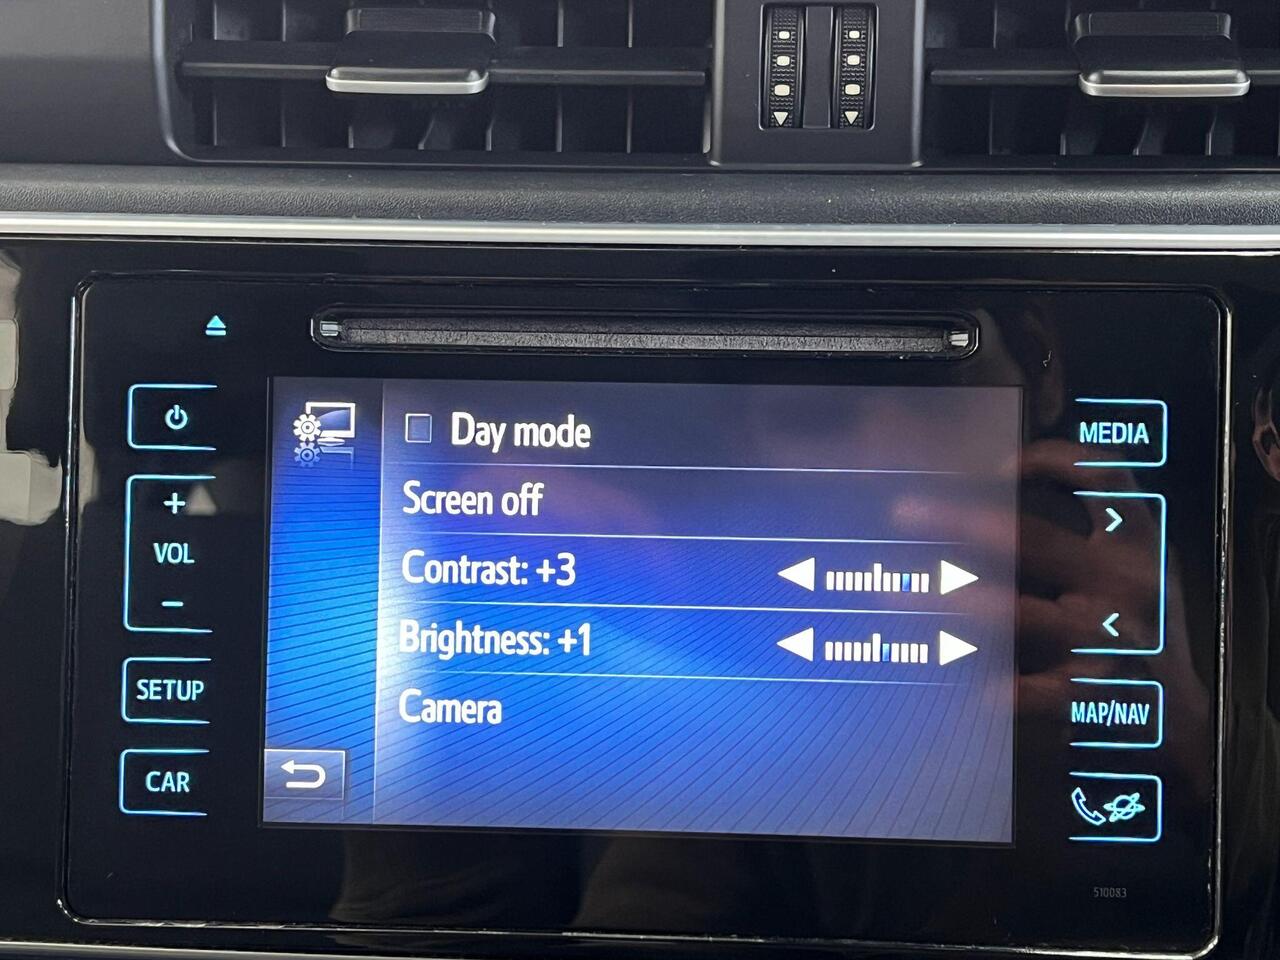 Day mode
Screen off
Contrast: +3
Brightness: +1
Camera
+
VOL
−
SETUP
CAR
MEDIA
>
<
MAP/NAV
510083